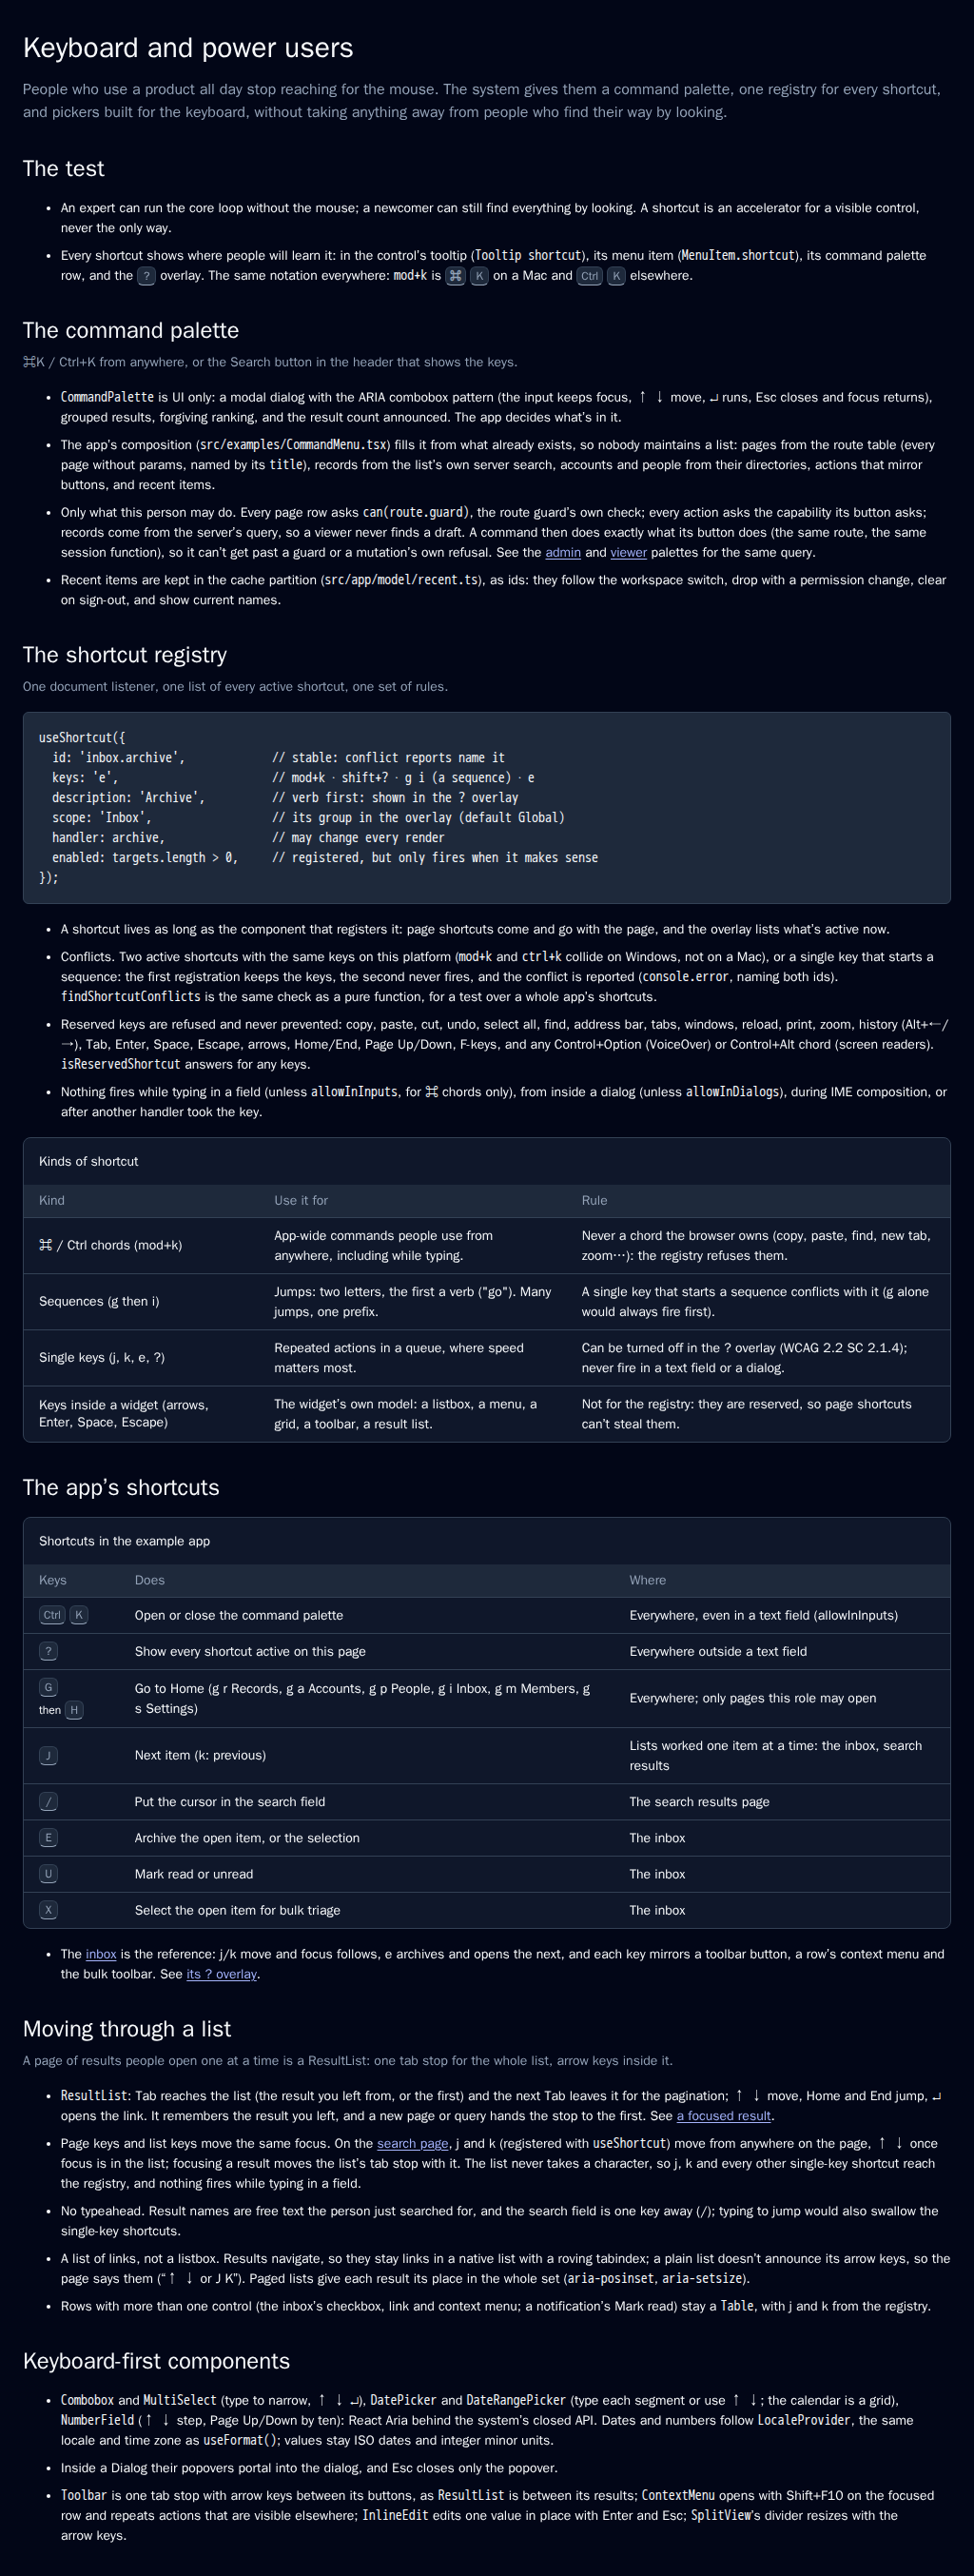 Keyboard and power users
People who use a product all day stop reaching for the mouse. The system gives them a command palette, one registry for every shortcut,
and pickers built for the keyboard, without taking anything away from people who find their way by looking.
The test
• An expert can run the core loop without the mouse; a newcomer can still find everything by looking. A shortcut is an accelerator for a visible control,
never the only way.
• Every shortcut shows where people will learn it: in the control's tooltip (Tooltip shortcut), its menu item (MenuItem.shortcut), its command palette
row, and the ? overlay. The same notation everywhere: mod+k is ⌘ K on a Mac and Ctrl K elsewhere.
The command palette
⌘K / Ctrl+K from anywhere, or the Search button in the header that shows the keys.
• CommandPalette is UI only: a modal dialog with the ARIA combobox pattern (the input keeps focus, ↑ ↓ move, ↵ runs, Esc closes and focus returns),
grouped results, forgiving ranking, and the result count announced. The app decides what's in it.
• The app's composition (src/examples/CommandMenu.tsx) fills it from what already exists, so nobody maintains a list: pages from the route table (every
page without params, named by its title), records from the list's own server search, accounts and people from their directories, actions that mirror
buttons, and recent items.
• Only what this person may do. Every page row asks can(route.guard), the route guard's own check; every action asks the capability its button asks;
records come from the server's query, so a viewer never finds a draft. A command then does exactly what its button does (the same route, the same
session function), so it can't get past a guard or a mutation's own refusal. See the admin and viewer palettes for the same query.
• Recent items are kept in the cache partition (src/app/model/recent.ts), as ids: they follow the workspace switch, drop with a permission change, clear
on sign-out, and show current names.
The shortcut registry
One document listener, one list of every active shortcut, one set of rules.
useShortcut({
id: 'inbox.archive', // stable: conflict reports name it
keys: 'e', // mod+k · shift+? · g i (a sequence) · e
description: 'Archive', // verb first: shown in the ? overlay
scope: 'Inbox', // its group in the overlay (default Global)
handler: archive, // may change every render
enabled: targets.length > 0, // registered, but only fires when it makes sense
});
• A shortcut lives as long as the component that registers it: page shortcuts come and go with the page, and the overlay lists what's active now.
• Conflicts. Two active shortcuts with the same keys on this platform (mod+k and ctrl+k collide on Windows, not on a Mac), or a single key that starts a
sequence: the first registration keeps the keys, the second never fires, and the conflict is reported (console.error, naming both ids).
findShortcutConflicts is the same check as a pure function, for a test over a whole app's shortcuts.
• Reserved keys are refused and never prevented: copy, paste, cut, undo, select all, find, address bar, tabs, windows, reload, print, zoom, history (Alt+←/
→), Tab, Enter, Space, Escape, arrows, Home/End, Page Up/Down, F-keys, and any Control+Option (VoiceOver) or Control+Alt chord (screen readers).
isReservedShortcut answers for any keys.
• Nothing fires while typing in a field (unless allowInInputs, for ⌘ chords only), from inside a dialog (unless allowInDialogs), during IME composition, or
after another handler took the key.
Kinds of shortcut
Kind Use it for Rule
⌘ / Ctrl chords (mod+k) App-wide commands people use from anywhere, including while typing. Never a chord the browser owns (copy, paste, find, new tab, zoom…): the registry refuses them.
Sequences (g then i) Jumps: two letters, the first a verb ("go"). Many jumps, one prefix. A single key that starts a sequence conflicts with it (g alone would always fire first).
Single keys (j, k, e, ?) Repeated actions in a queue, where speed matters most. Can be turned off in the ? overlay (WCAG 2.2 SC 2.1.4); never fire in a text field or a dialog.
Keys inside a widget (arrows, Enter, Space, Escape) The widget's own model: a listbox, a menu, a grid, a toolbar, a result list. Not for the registry: they are reserved, so page shortcuts can't steal them.
The app's shortcuts
Shortcuts in the example app
Keys Does Where
Ctrl K Open or close the command palette Everywhere, even in a text field (allowInInputs)
? Show every shortcut active on this page Everywhere outside a text field
G then H Go to Home (g r Records, g a Accounts, g p People, g i Inbox, g m Members, g s Settings) Everywhere; only pages this role may open
J Next item (k: previous) Lists worked one item at a time: the inbox, search results
/ Put the cursor in the search field The search results page
E Archive the open item, or the selection The inbox
U Mark read or unread The inbox
X Select the open item for bulk triage The inbox
• The inbox is the reference: j/k move and focus follows, e archives and opens the next, and each key mirrors a toolbar button, a row's context menu and
the bulk toolbar. See its ? overlay.
Moving through a list
A page of results people open one at a time is a ResultList: one tab stop for the whole list, arrow keys inside it.
• ResultList: Tab reaches the list (the result you left from, or the first) and the next Tab leaves it for the pagination; ↑ ↓ move, Home and End jump, ↵
opens the link. It remembers the result you left, and a new page or query hands the stop to the first. See a focused result.
• Page keys and list keys move the same focus. On the search page, j and k (registered with useShortcut) move from anywhere on the page, ↑ ↓ once
focus is in the list; focusing a result moves the list's tab stop with it. The list never takes a character, so j, k and every other single-key shortcut reach
the registry, and nothing fires while typing in a field.
• No typeahead. Result names are free text the person just searched for, and the search field is one key away (/); typing to jump would also swallow the
single-key shortcuts.
• A list of links, not a listbox. Results navigate, so they stay links in a native list with a roving tabindex; a plain list doesn't announce its arrow keys, so the
page says them (“↑ ↓ or J K”). Paged lists give each result its place in the whole set (aria-posinset, aria-setsize).
• Rows with more than one control (the inbox's checkbox, link and context menu; a notification's Mark read) stay a Table, with j and k from the registry.
Keyboard-first components
• Combobox and MultiSelect (type to narrow, ↑ ↓ ↵), DatePicker and DateRangePicker (type each segment or use ↑ ↓; the calendar is a grid),
NumberField (↑ ↓ step, Page Up/Down by ten): React Aria behind the system's closed API. Dates and numbers follow LocaleProvider, the same
locale and time zone as useFormat(); values stay ISO dates and integer minor units.
• Inside a Dialog their popovers portal into the dialog, and Esc closes only the popover.
• Toolbar is one tab stop with arrow keys between its buttons, as ResultList is between its results; ContextMenu opens with Shift+F10 on the focused
row and repeats actions that are visible elsewhere; InlineEdit edits one value in place with Enter and Esc; SplitView's divider resizes with the
arrow keys.